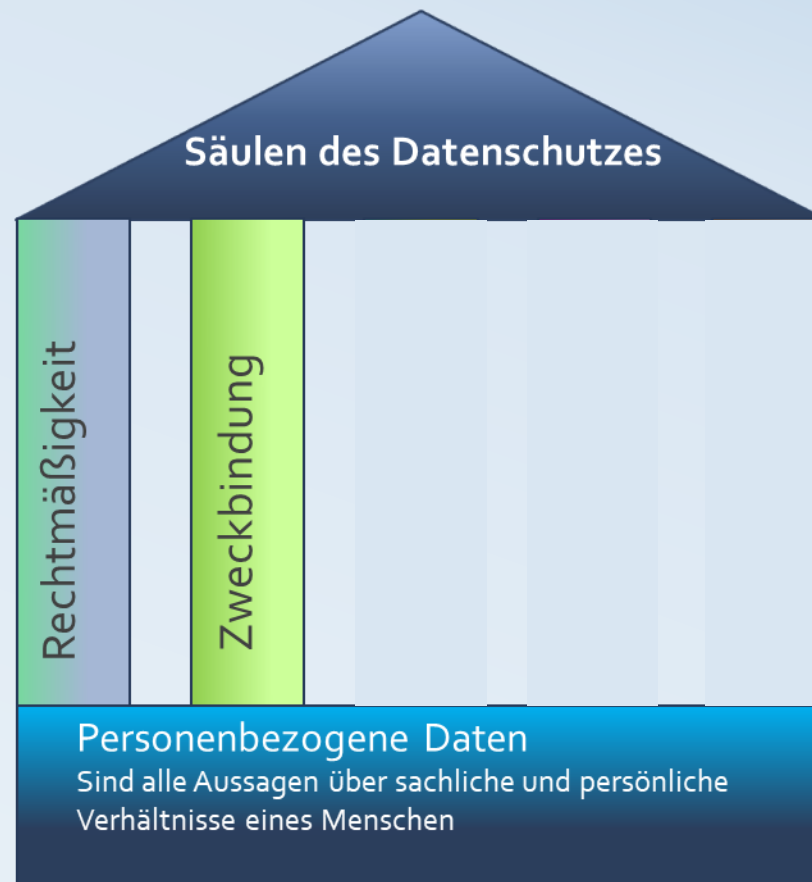 Säulen des Datenschutzes
Rechtmäßigkeit
Zweckbindung
Personenbezogene Daten
Sind alle Aussagen über sachliche und persönliche
Verhältnisse eines Menschen